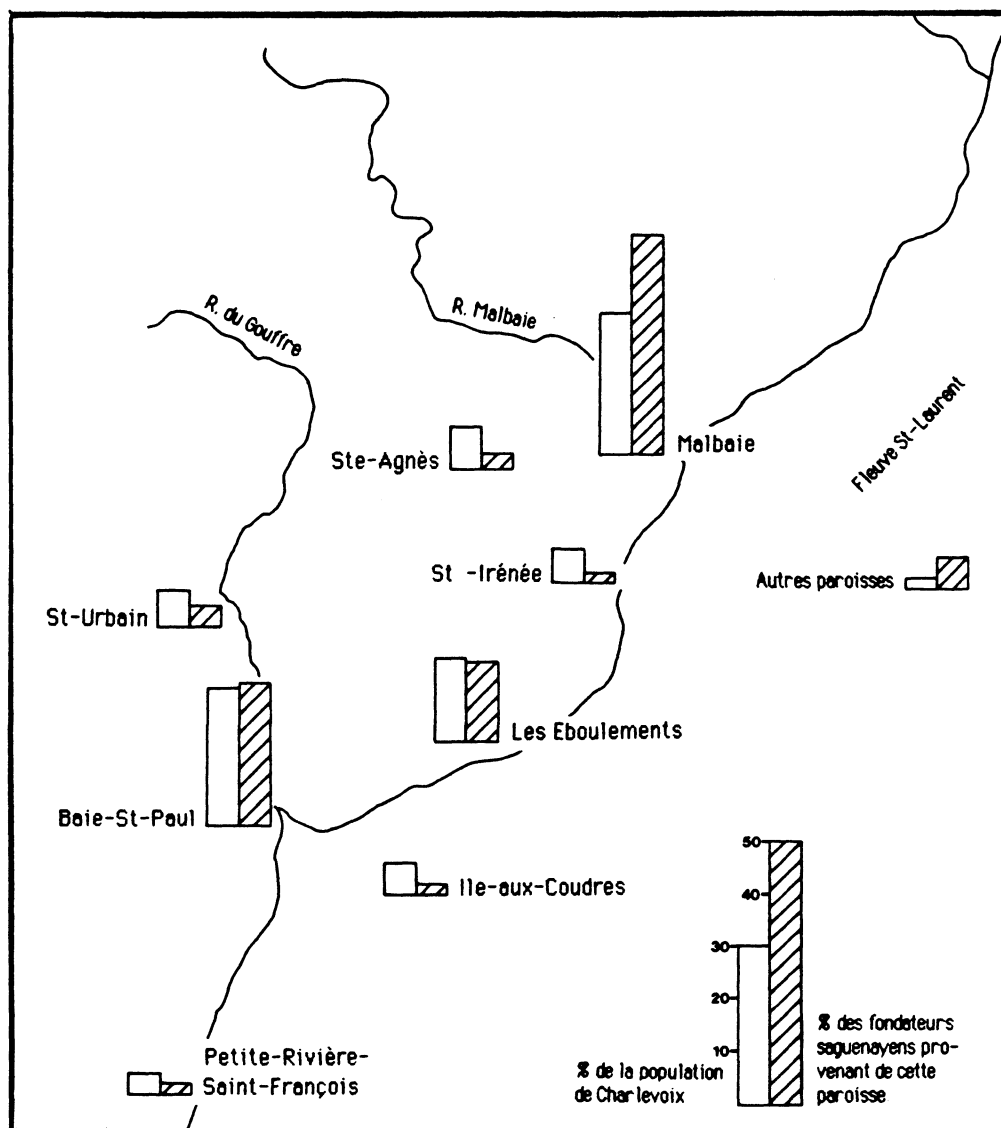 R. du Gouffre
R. Malbaie
Malbaie
Fleuve St-Laurent
Ste-Agnès
St -Irénée
Autres paroisses
St-Urbain
Les Eboulements
Baie-St-Paul
Ile-aux-Coudres
Petite-Rivière-
Saint-François
50
40
30
20
10
% de la population
de Charlevoix
% des fondateurs
saguenayens pro-
venant de cette
paroisse